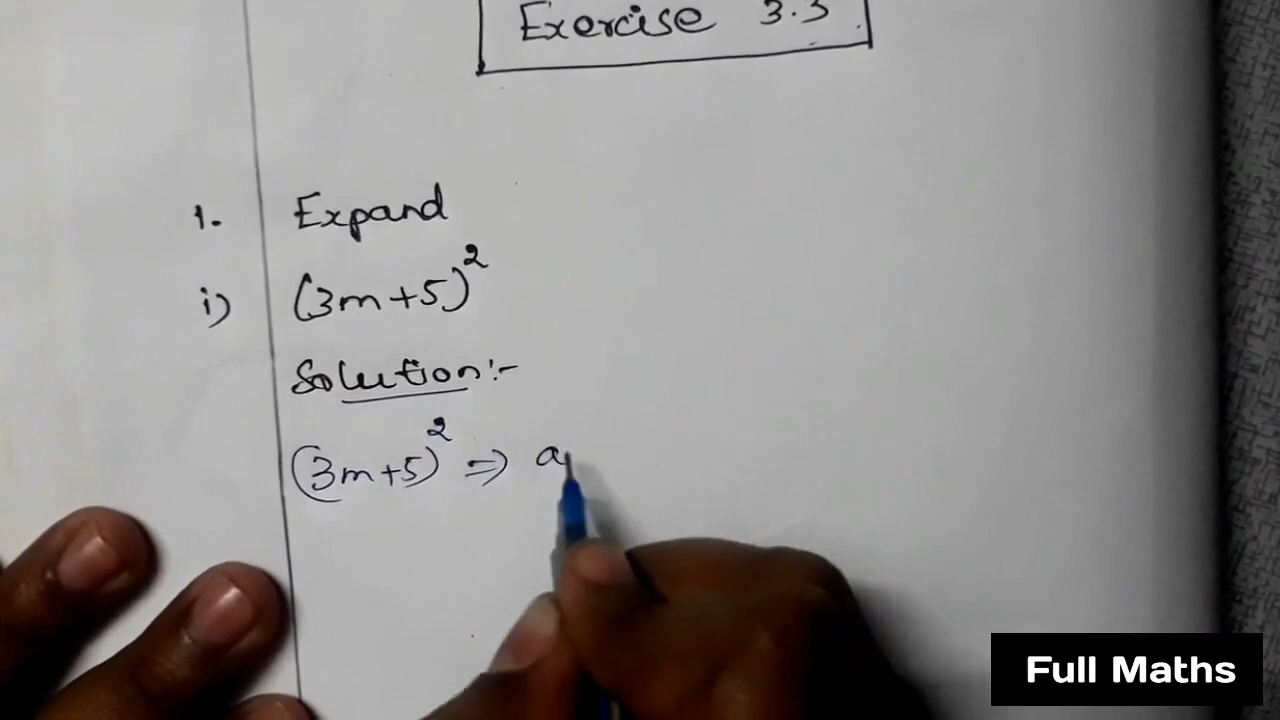 Exercise 3.3
1. Expand
i) (3m+5)²
Solution:-
(3m+5)² => a
Full Maths